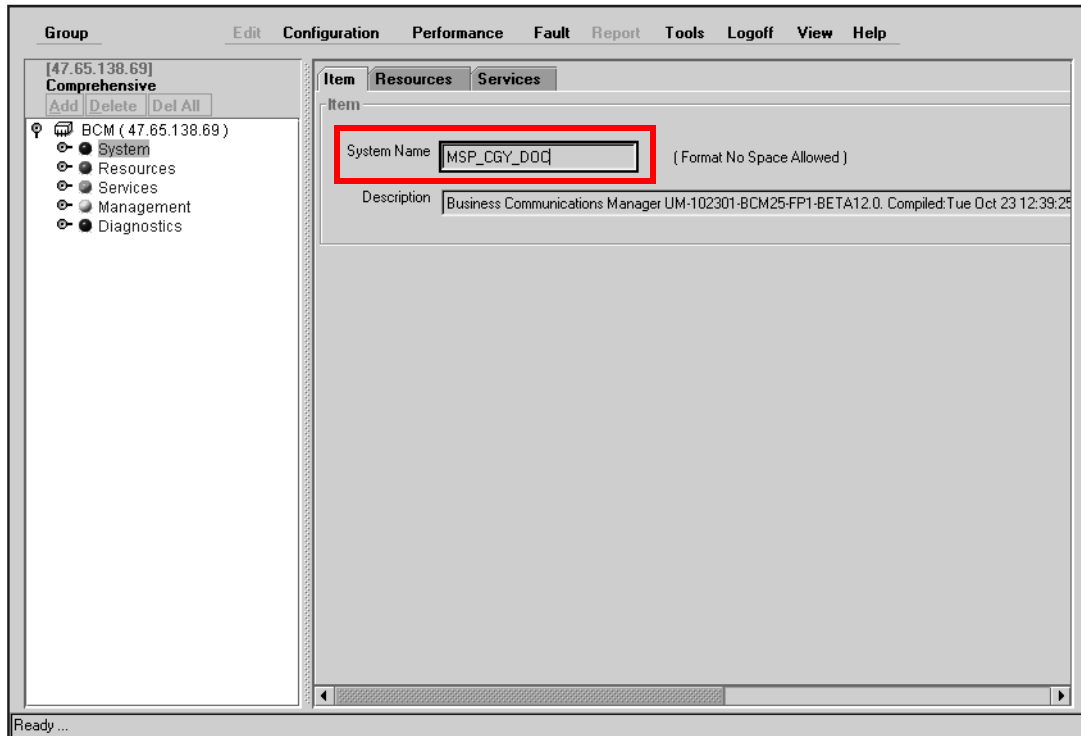 Group Edit Configuration Performance Fault Report Tools Logoff View Help
[47.65.138.69]
Comprehensive
Add Delete Del All
BCM ( 47.65.138.69 )
System
Resources
Services
Management
Diagnostics
Item Resources Services
Item
System Name MSP_CGY_DOC ( Format No Space Allowed )
Description Business Communications Manager UM-102301-BCM25-FP1-BETA12.0. Compiled:Tue Oct 23 12:39:25
Ready ...